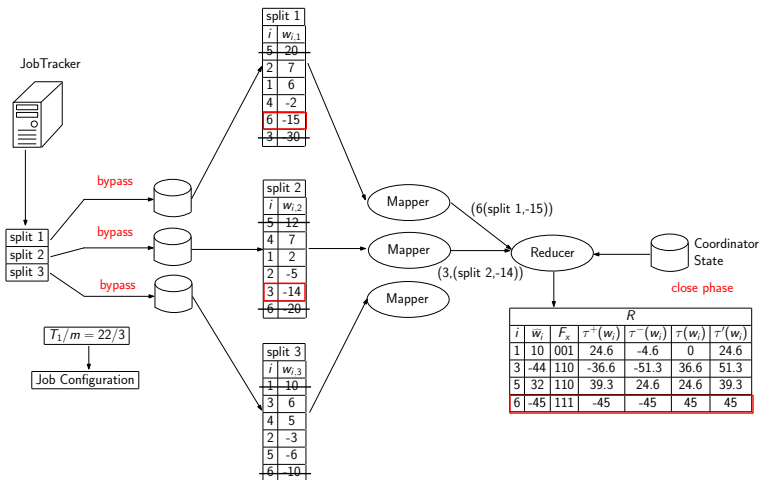 JobTracker
split 1
split 2
split 3
T1/m = 22/3
Job Configuration
bypass
bypass
bypass
split 1
i w_{i,1}
5 20
2 7
1 6
4 -2
6 -15
3 -30
split 2
i w_{i,2}
5 12
4 7
1 2
2 -5
3 -14
6 -20
split 3
i w_{i,3}
1 10
3 6
4 5
2 -3
5 -6
6 -10
Mapper
Mapper
Mapper
(6(split 1,-15))
(3,(split 2,-14)
Reducer
Coordinator
State
close phase
R
i w̅_i F_x τ⁺(w_i) τ⁻(w_i) τ(w_i) τ′(w_i)
1 10 001 24.6 -4.6 0 24.6
3 -44 110 -36.6 -51.3 36.6 51.3
5 32 110 39.3 24.6 24.6 39.3
6 -45 111 -45 -45 45 45